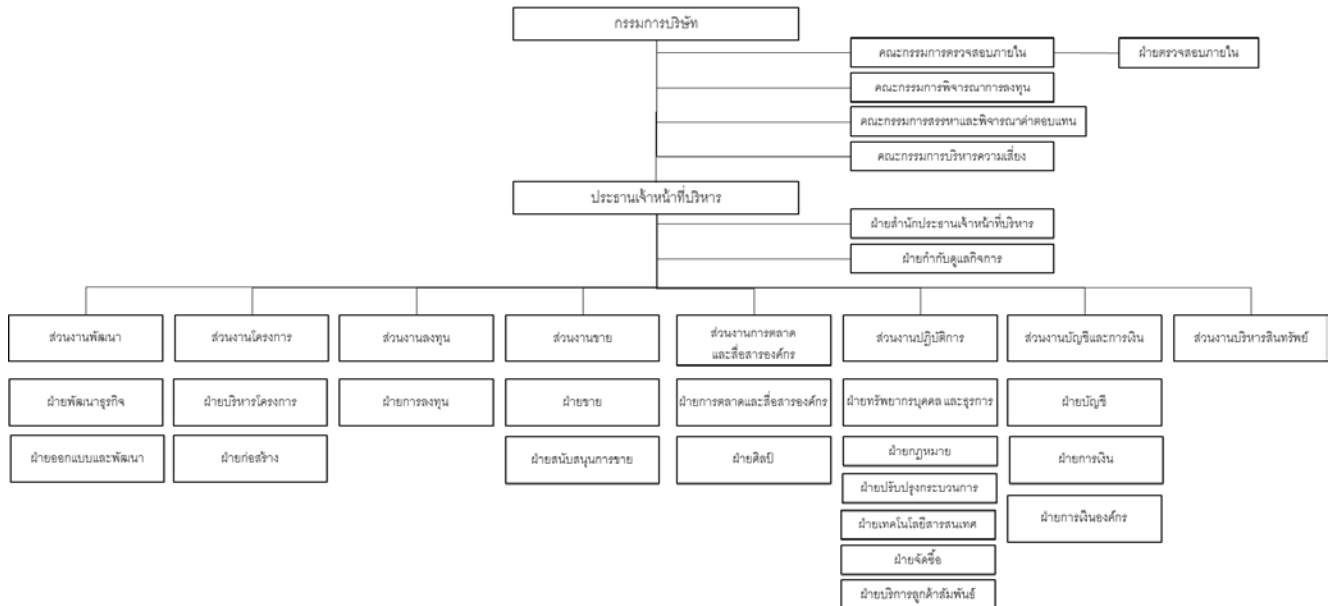 กรรมการบริษัท
คณะกรรมการตรวจสอบภายใน
ฝ่ายตรวจสอบภายใน
คณะกรรมการพิจารณาการลงทุน
คณะกรรมการสรรหาและพิจารณาค่าตอบแทน
คณะกรรมการบริหารความเสี่ยง
ประธานเจ้าหน้าที่บริหาร
ฝ่ายสำนักประธานเจ้าหน้าที่บริหาร
ฝ่ายกำกับดูแลกิจการ
ส่วนงานพัฒนา
ส่วนงานโครงการ
ส่วนงานลงทุน
ส่วนงานขาย
ส่วนงานการตลาด
และสื่อสารองค์กร
ส่วนงานปฏิบัติการ
ส่วนงานบัญชีและการเงิน
ส่วนงานบริหารสินทรัพย์
ฝ่ายพัฒนาธุรกิจ
ฝ่ายบริหารโครงการ
ฝ่ายการลงทุน
ฝ่ายขาย
ฝ่ายการตลาดและสื่อสารองค์กร
ฝ่ายทรัพยากรบุคคล และธุรการ
ฝ่ายบัญชี
ฝ่ายออกแบบและพัฒนา
ฝ่ายก่อสร้าง
ฝ่ายสนับสนุนการขาย
ฝ่ายศิลป์
ฝ่ายกฎหมาย
ฝ่ายการเงิน
ฝ่ายปรับปรุงกระบวนการ
ฝ่ายการเงินองค์กร
ฝ่ายเทคโนโลยีสารสนเทศ
ฝ่ายจัดซื้อ
ฝ่ายบริการลูกค้าสัมพันธ์